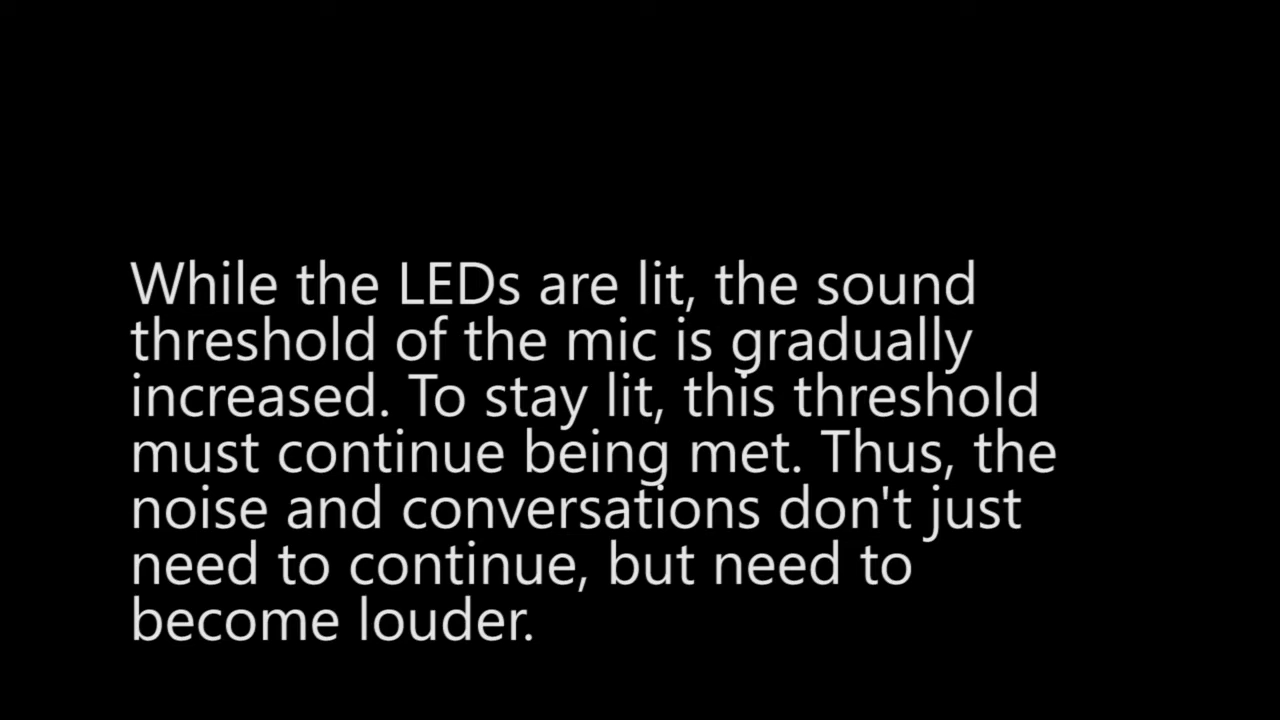 While the LEDs are lit, the sound
threshold of the mic is gradually
increased. To stay lit, this threshold
must continue being met. Thus, the
noise and conversations don't just
need to continue, but need to
become louder.